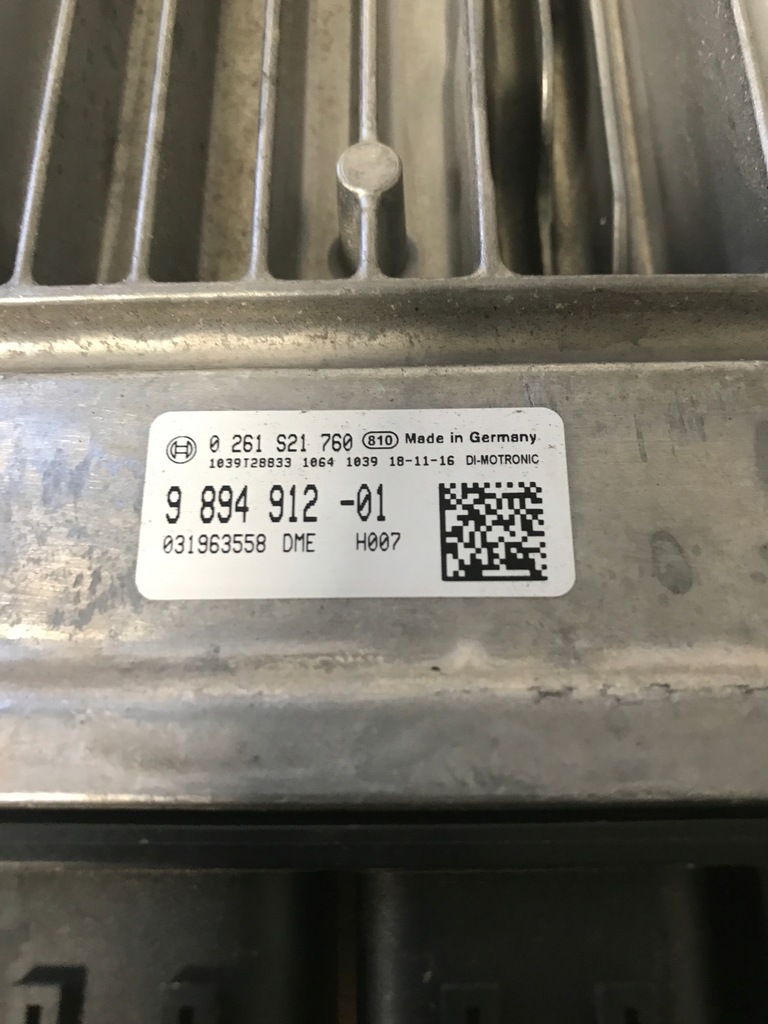 0 261 S21 760 810 Made in Germany
1039T28833 1064 1039 18-11-16 DI-MOTRONIC
9 894 912 -01
031963558 DME H007